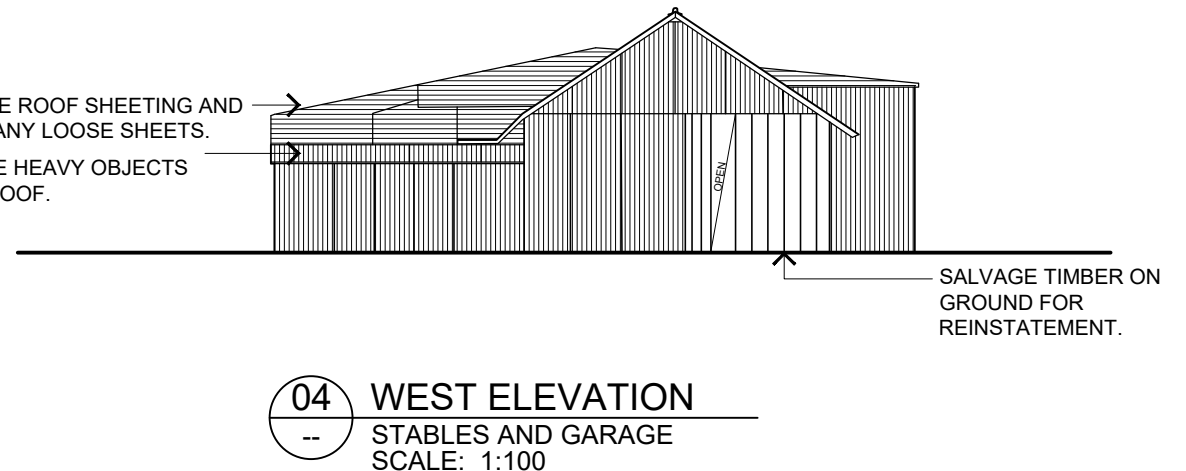 E ROOF SHEETING AND
ANY LOOSE SHEETS.
E HEAVY OBJECTS
OOF.
OPEN
SALVAGE TIMBER ON
GROUND FOR
REINSTATEMENT.
04 WEST ELEVATION
-- STABLES AND GARAGE
SCALE: 1:100